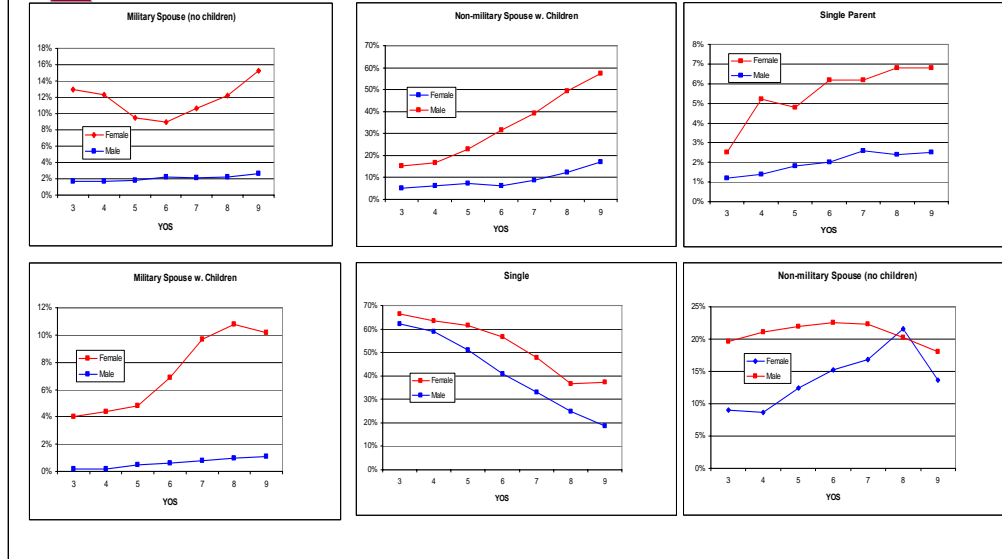 Military Spouse (no children)
18%
16%
14%
12%
10%
8%
6%
4%
2%
0%
Female
Male
3 4 5 6 7 8 9
YOS
Non-military Spouse w. Children
70%
60%
50%
40%
30%
20%
10%
0%
Female
Male
3 4 5 6 7 8 9
YOS
Single Parent
8%
7%
6%
5%
4%
3%
2%
1%
0%
Female
Male
3 4 5 6 7 8 9
YOS
Military Spouse w. Children
12%
10%
8%
6%
4%
2%
0%
Female
Male
3 4 5 6 7 8 9
YOS
Single
70%
60%
50%
40%
30%
20%
10%
0%
Female
Male
3 4 5 6 7 8 9
YOS
Non-military Spouse (no children)
25%
20%
15%
10%
5%
0%
Female
Male
3 4 5 6 7 8 9
YOS